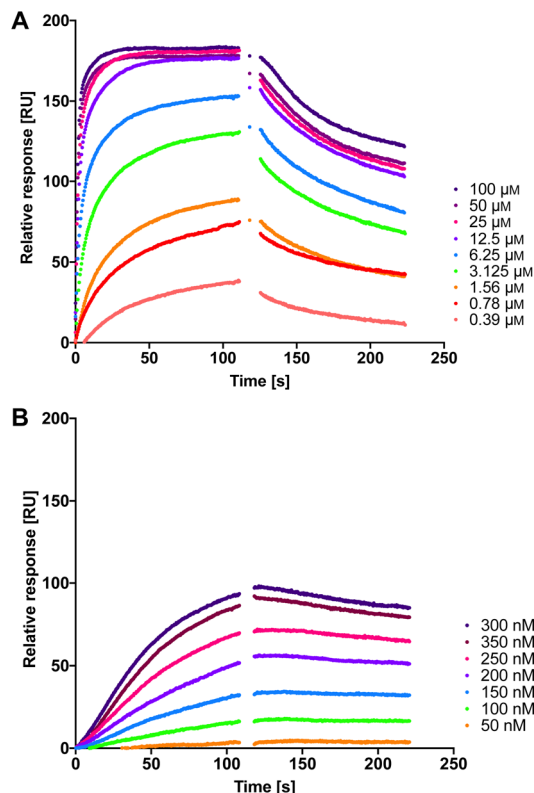 A
200
150
100
50
0
Relative response [RU]
0 50 100 150 200 250
Time [s]
100 µM
50 µM
25 µM
12.5 µM
6.25 µM
3.125 µM
1.56 µM
0.78 µM
0.39 µM
B
200
150
100
50
0
Relative response [RU]
0 50 100 150 200 250
Time [s]
300 nM
350 nM
250 nM
200 nM
150 nM
100 nM
50 nM